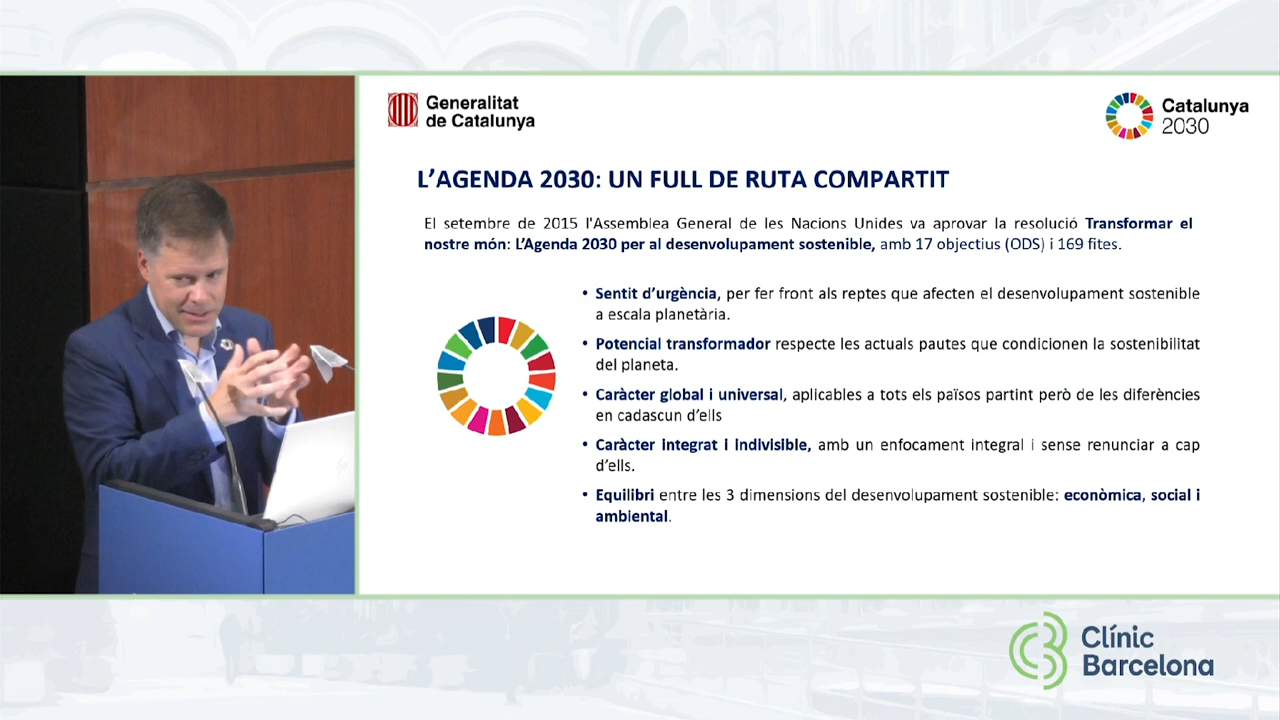 Generalitat
de Catalunya
Catalunya
2030
L'AGENDA 2030: UN FULL DE RUTA COMPARTIT
El setembre de 2015 l'Assemblea General de les Nacions Unides va aprovar la resolució Transformar el
nostre món: L'Agenda 2030 per al desenvolupament sostenible, amb 17 objectius (ODS) i 169 fites.
• Sentit d'urgència, per fer front als reptes que afecten el desenvolupament sostenible
a escala planetària.
• Potencial transformador respecte les actuals pautes que condicionen la sostenibilitat
del planeta.
• Caràcter global i universal, aplicables a tots els països partint però de les diferències
en cadascun d'ells
• Caràcter integrat i indivisible, amb un enfocament integral i sense renunciar a cap
d'ells.
• Equilibri entre les 3 dimensions del desenvolupament sostenible: econòmica, social i
ambiental.
Clínic
Barcelona